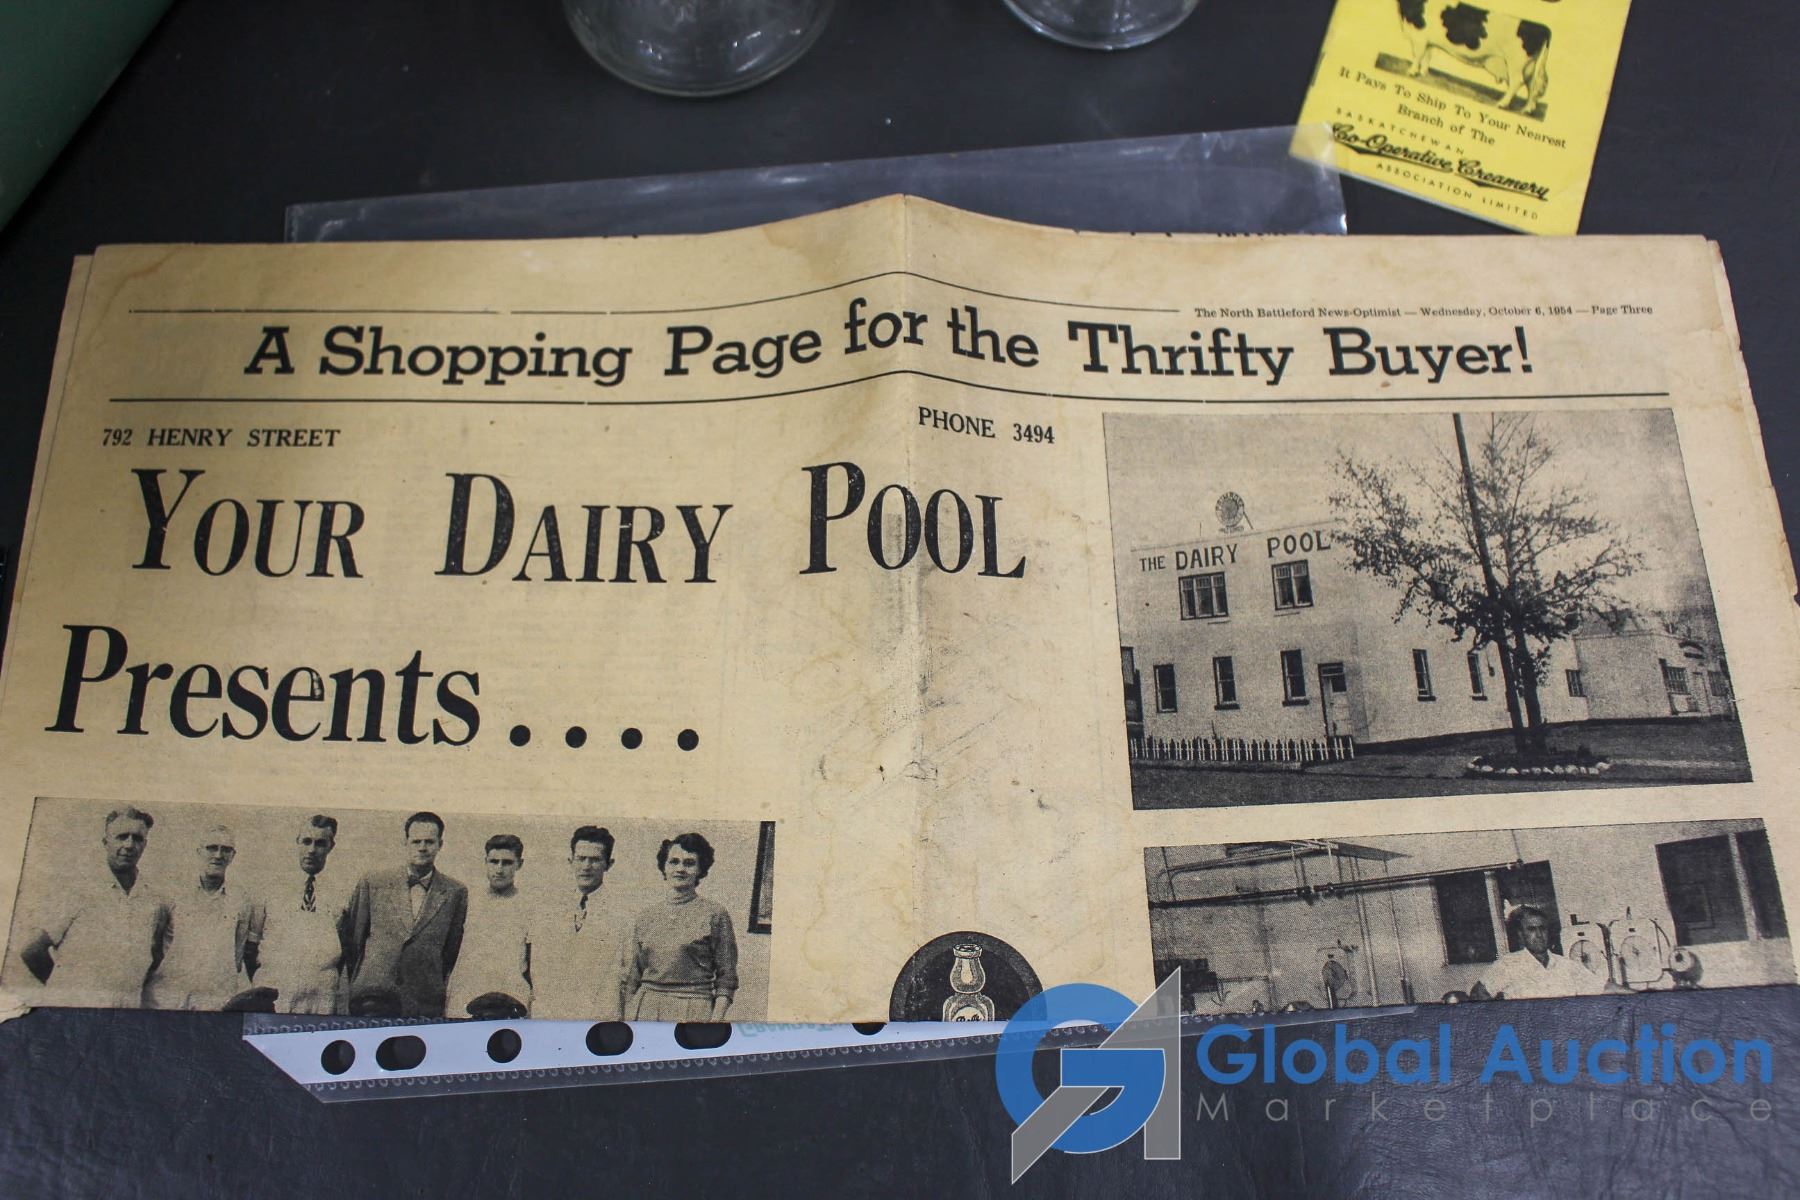 It Pays To Ship To Your Nearest
Branch of The
SASKATCHEWAN
Co-Operative Creamery
ASSOCIATION LIMITED
The North Battleford News-Optimist — Wednesday, October 6, 1954 — Page Three
A Shopping Page for the Thrifty Buyer!
792 HENRY STREET
PHONE 3494
YOUR DAIRY POOL
Presents....
THE DAIRY POOL
Global Auction
Marketplace